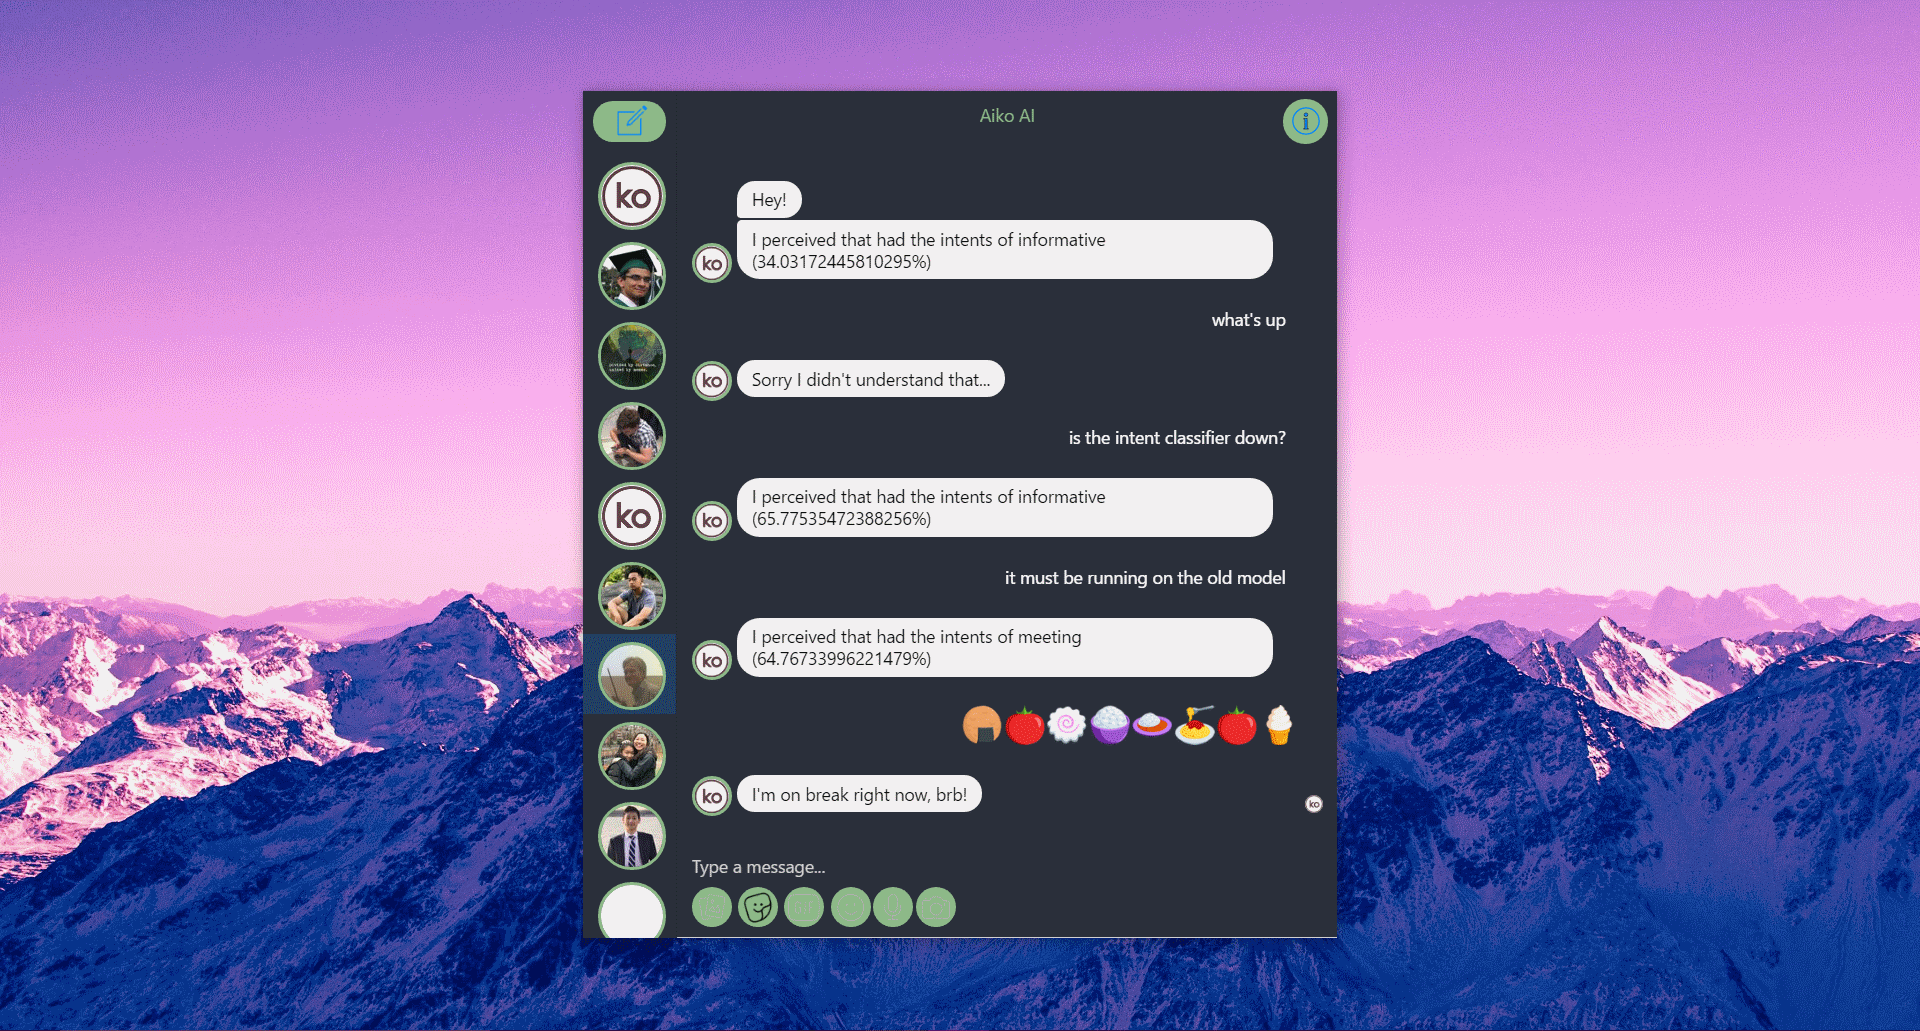 Aiko AI
ko
Hey!
I perceived that had the intents of informative
(34.03172445810295%)
ko
what's up
Sorry I didn't understand that...
ko
is the intent classifier down?
ko
I perceived that had the intents of informative
(65.77535472388256%)
ko
it must be running on the old model
I perceived that had the intents of meeting
(64.76733996221479%)
ko
I'm on break right now, brb!
ko
ko
Type a message...